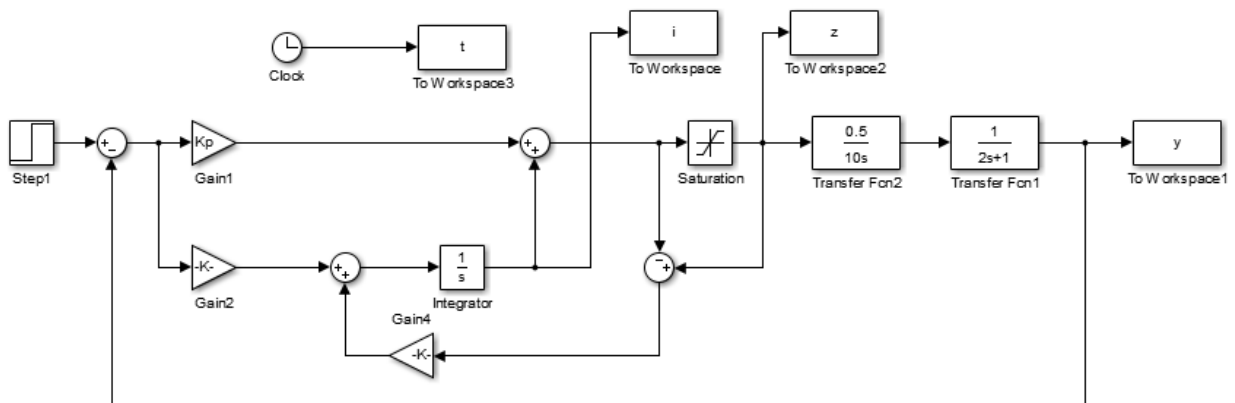 t
i
z
Clock
To Workspace3
To Workspace
To Workspace2
+
−
Kp
+
+
0.5
10s
1
2s+1
y
Step1
Gain1
Saturation
Transfer Fcn2
Transfer Fcn1
To Workspace1
-K-
+
+
1
s
−
+
Gain2
Integrator
Gain4
-K-